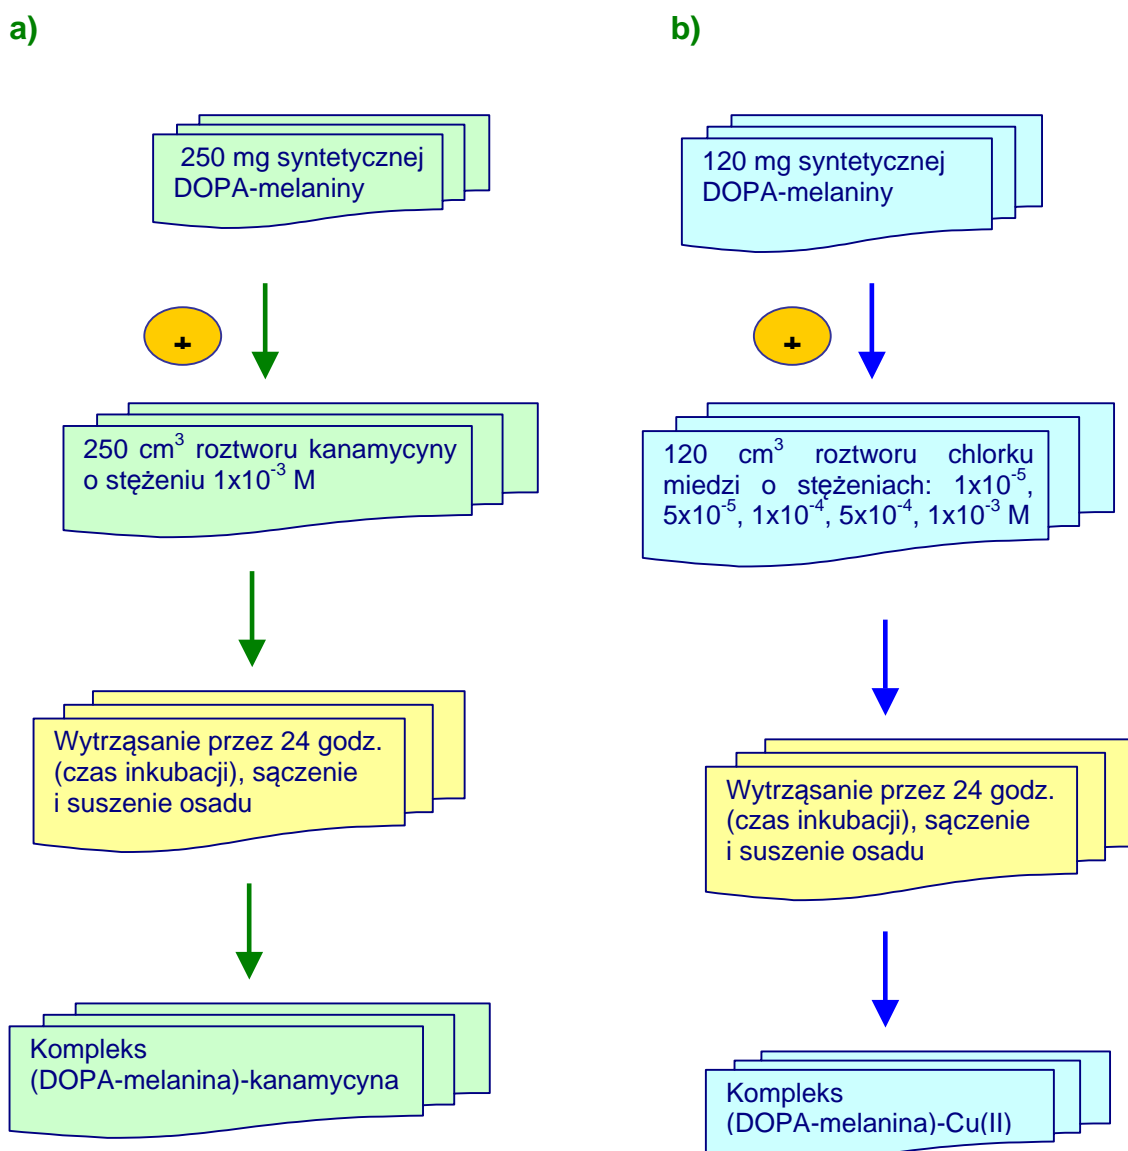 a)
250 mg syntetycznej
DOPA-melaniny
+
250 cm³ roztworu kanamycyny
o stężeniu 1x10⁻³ M
Wytrząsanie przez 24 godz.
(czas inkubacji), sączenie
i suszenie osadu
Kompleks
(DOPA-melanina)-kanamycyna
b)
120 mg syntetycznej
DOPA-melaniny
+
120 cm³ roztworu chlorku
miedzi o stężeniach: 1x10⁻⁵,
5x10⁻⁵, 1x10⁻⁴, 5x10⁻⁴, 1x10⁻³ M
Wytrząsanie przez 24 godz.
(czas inkubacji), sączenie
i suszenie osadu
Kompleks
(DOPA-melanina)-Cu(II)